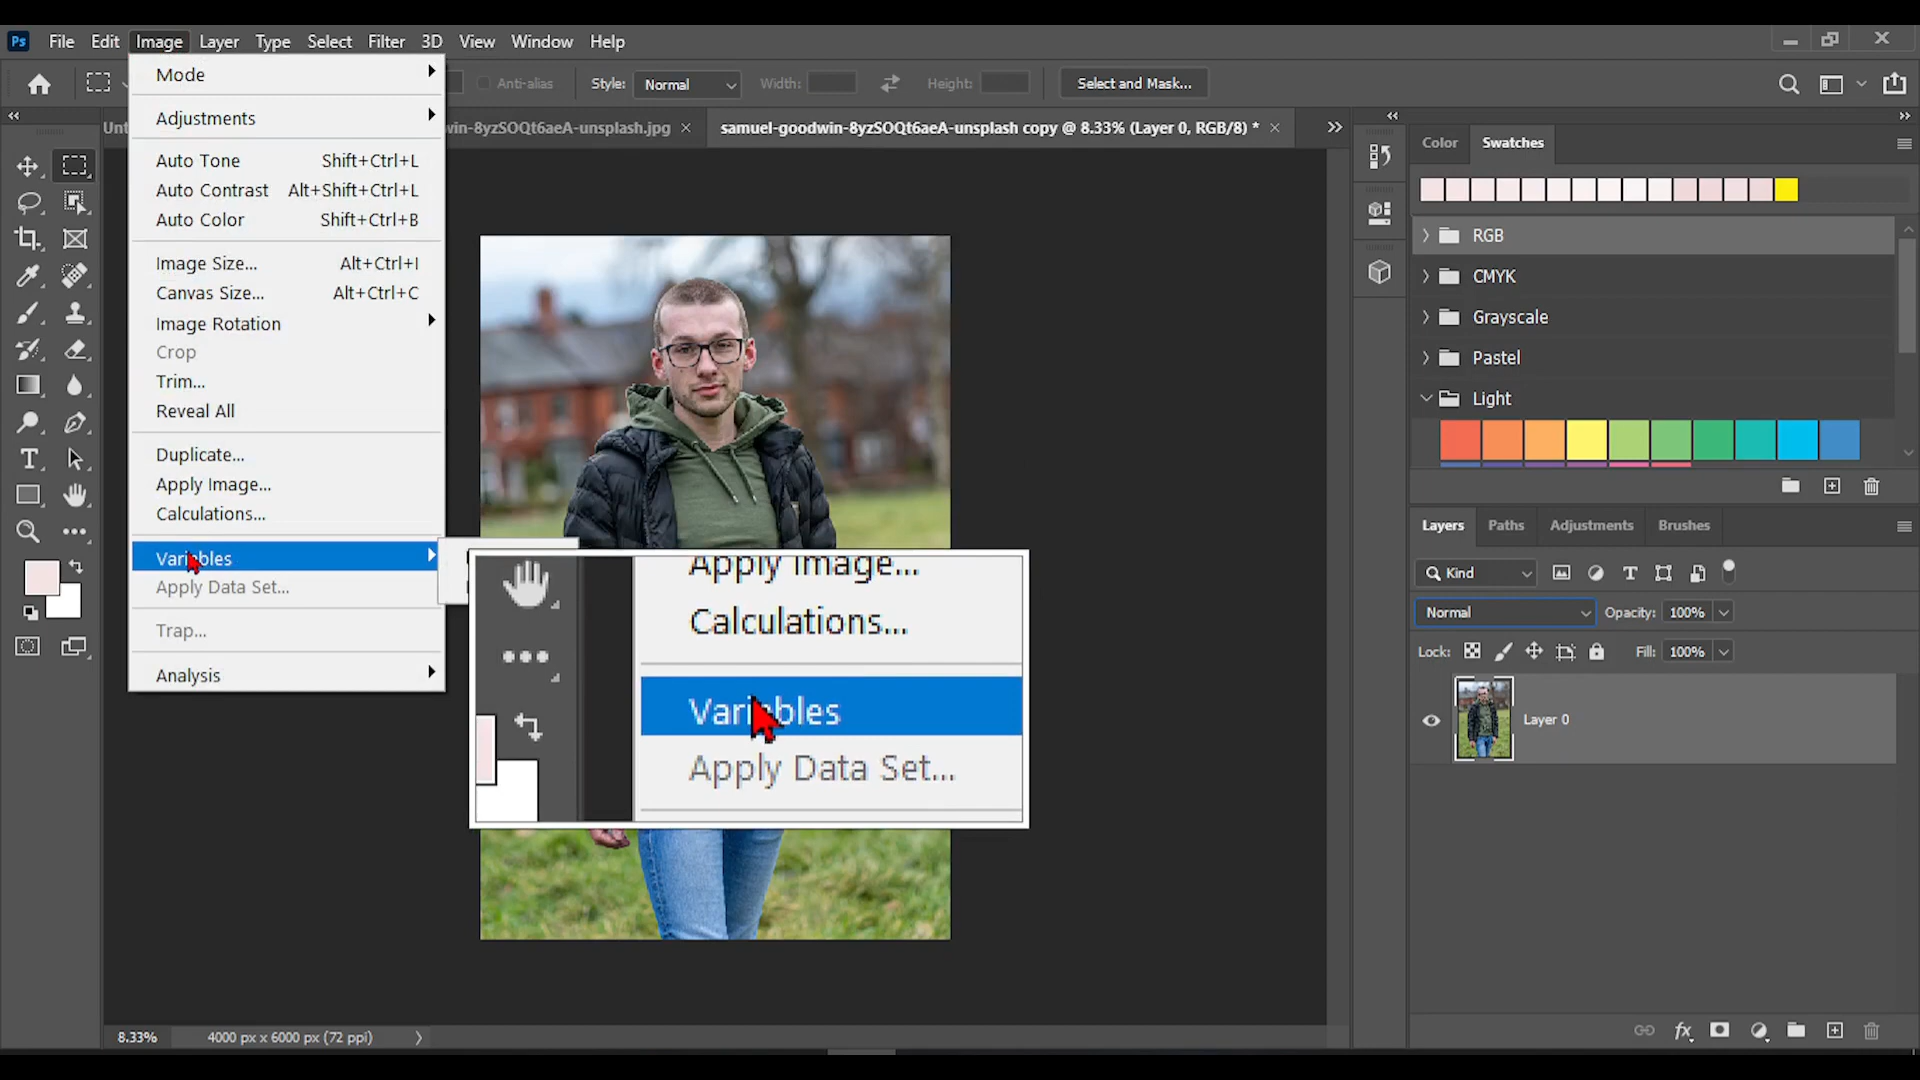 Ps File Edit Image Layer Type Select Filter 3D View Window Help
Anti-alias Style: Normal Width: Height: Select and Mask...
Unt
win-8yzSOQt6aeA-unsplash.jpg
samuel-goodwin-8yzSOQt6aeA-unsplash copy @ 8.33% (Layer 0, RGB/8) *
Mode
Adjustments
Auto Tone Shift+Ctrl+L
Auto Contrast Alt+Shift+Ctrl+L
Auto Color Shift+Ctrl+B
Image Size... Alt+Ctrl+I
Canvas Size... Alt+Ctrl+C
Image Rotation
Crop
Trim...
Reveal All
Duplicate...
Apply Image...
Calculations...
Variables
Apply Data Set...
Trap...
Analysis
Apply Image...
Calculations...
Variables
Apply Data Set...
Color Swatches
RGB
CMYK
Grayscale
Pastel
Light
Layers Paths Adjustments Brushes
Kind
Normal Opacity: 100%
Lock: Fill: 100%
Layer 0
fx
8.33% 4000 px x 6000 px (72 ppi)